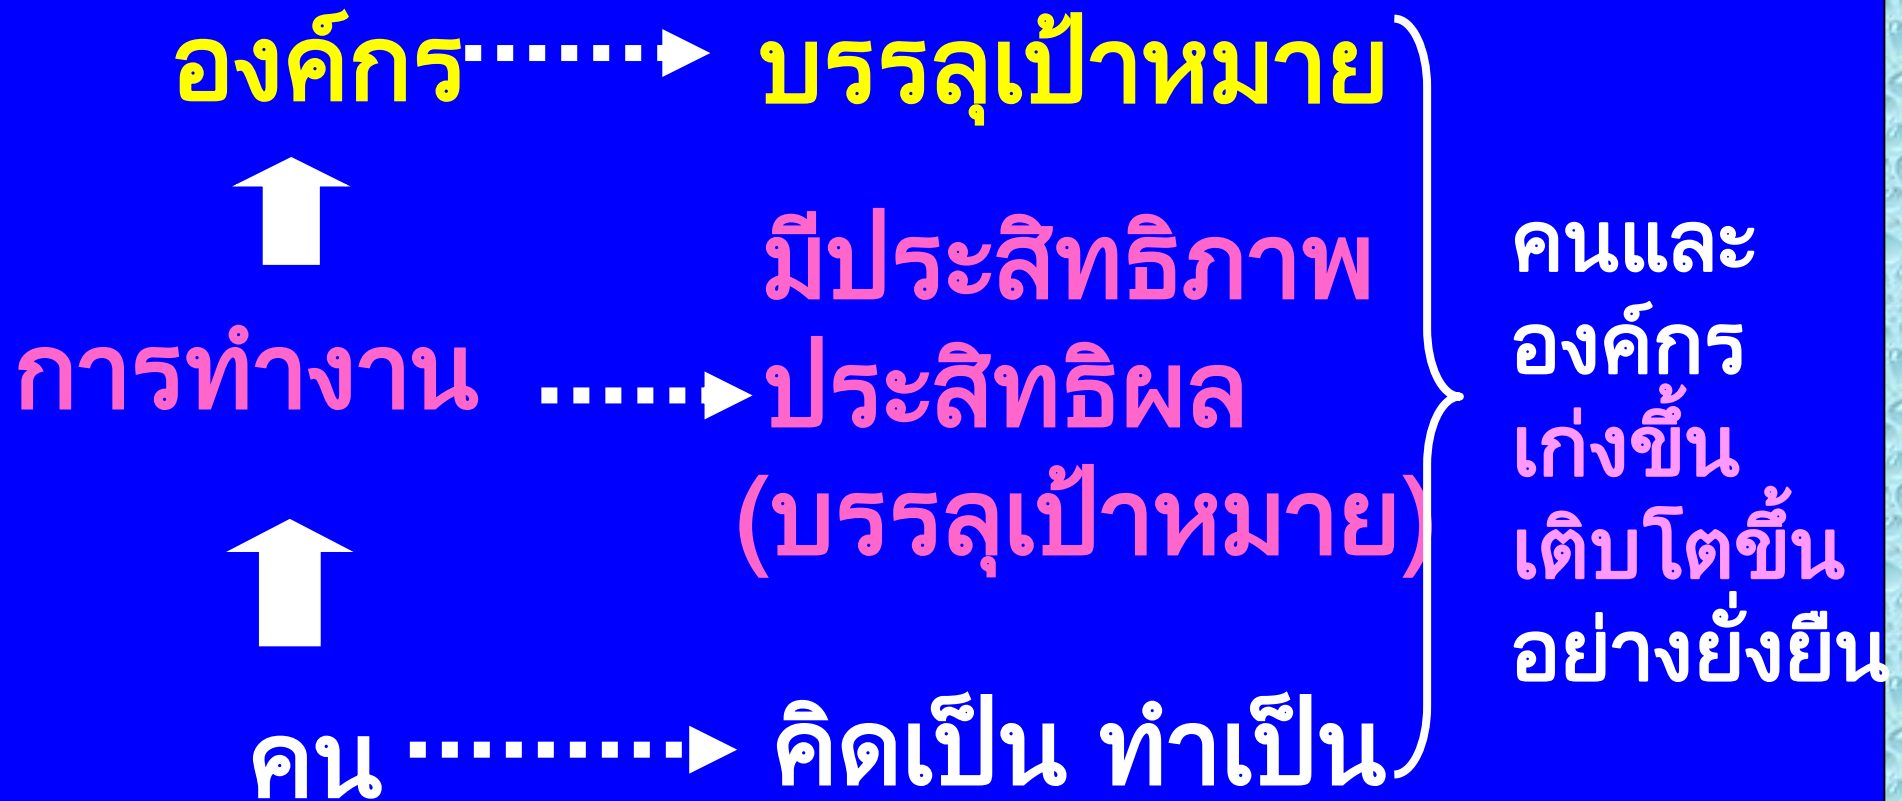 องค์กร บรรลุเป้าหมาย
มีประสิทธิภาพ
การทำงาน ประสิทธิผล
(บรรลุเป้าหมาย)
คน คิดเป็น ทำเป็น
คนและ
องค์กร
เก่งขึ้น
เติบโตขึ้น
อย่างยั่งยืน